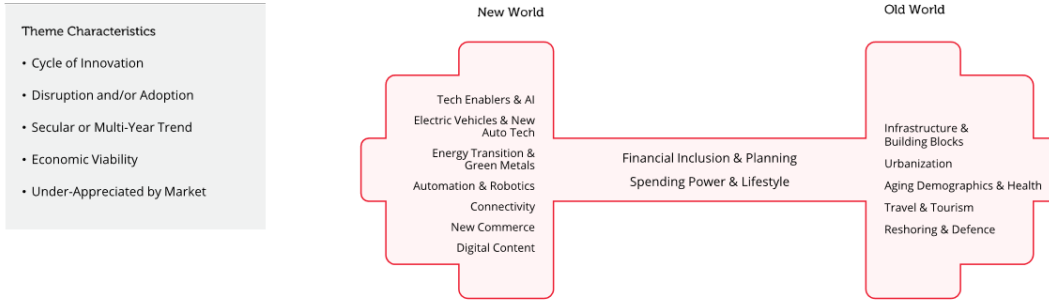 Theme Characteristics
• Cycle of Innovation
• Disruption and/or Adoption
• Secular or Multi-Year Trend
• Economic Viability
• Under-Appreciated by Market
New World
Tech Enablers & AI
Electric Vehicles & New
Auto Tech
Energy Transition &
Green Metals
Automation & Robotics
Connectivity
New Commerce
Digital Content
Financial Inclusion & Planning
Spending Power & Lifestyle
Old World
Infrastructure &
Building Blocks
Urbanization
Aging Demographics & Health
Travel & Tourism
Reshoring & Defence